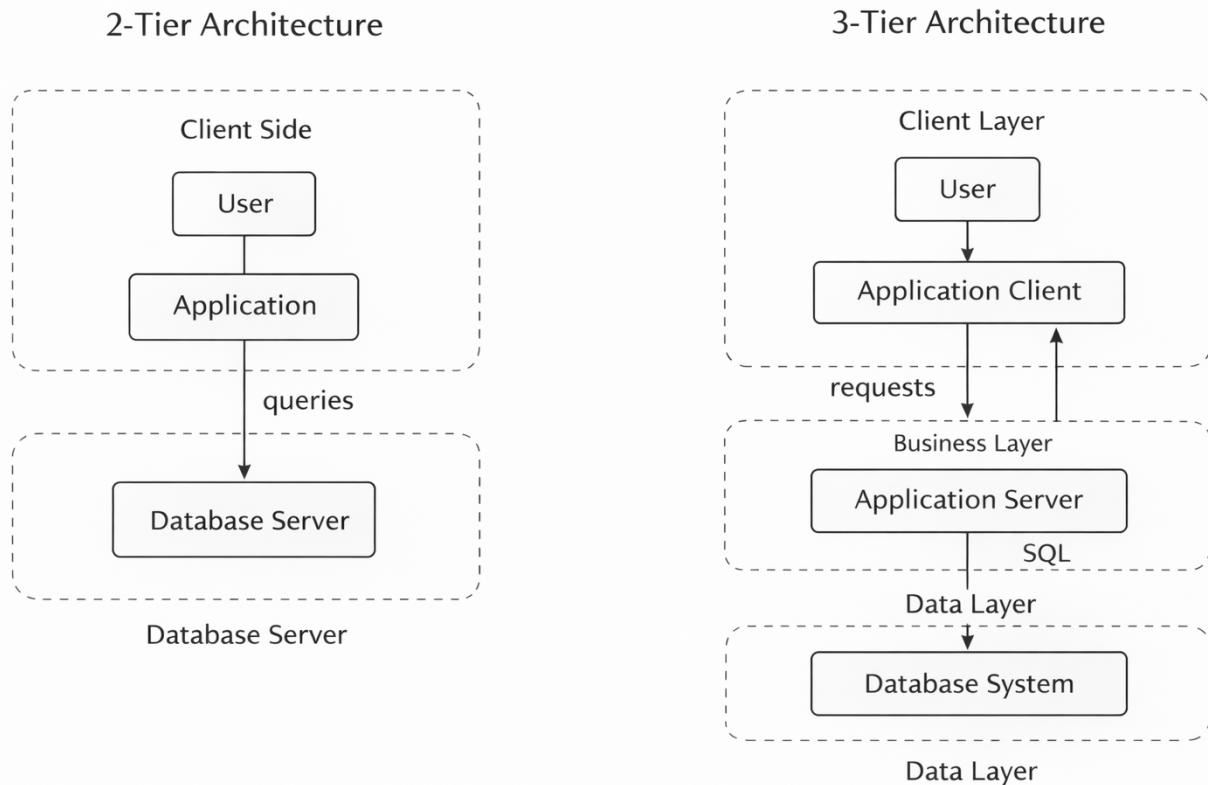 2-Tier Architecture
Client Side
User
Application
queries
Database Server
Database Server
3-Tier Architecture
Client Layer
User
Application Client
requests
Business Layer
Application Server
SQL
Data Layer
Database System
Data Layer